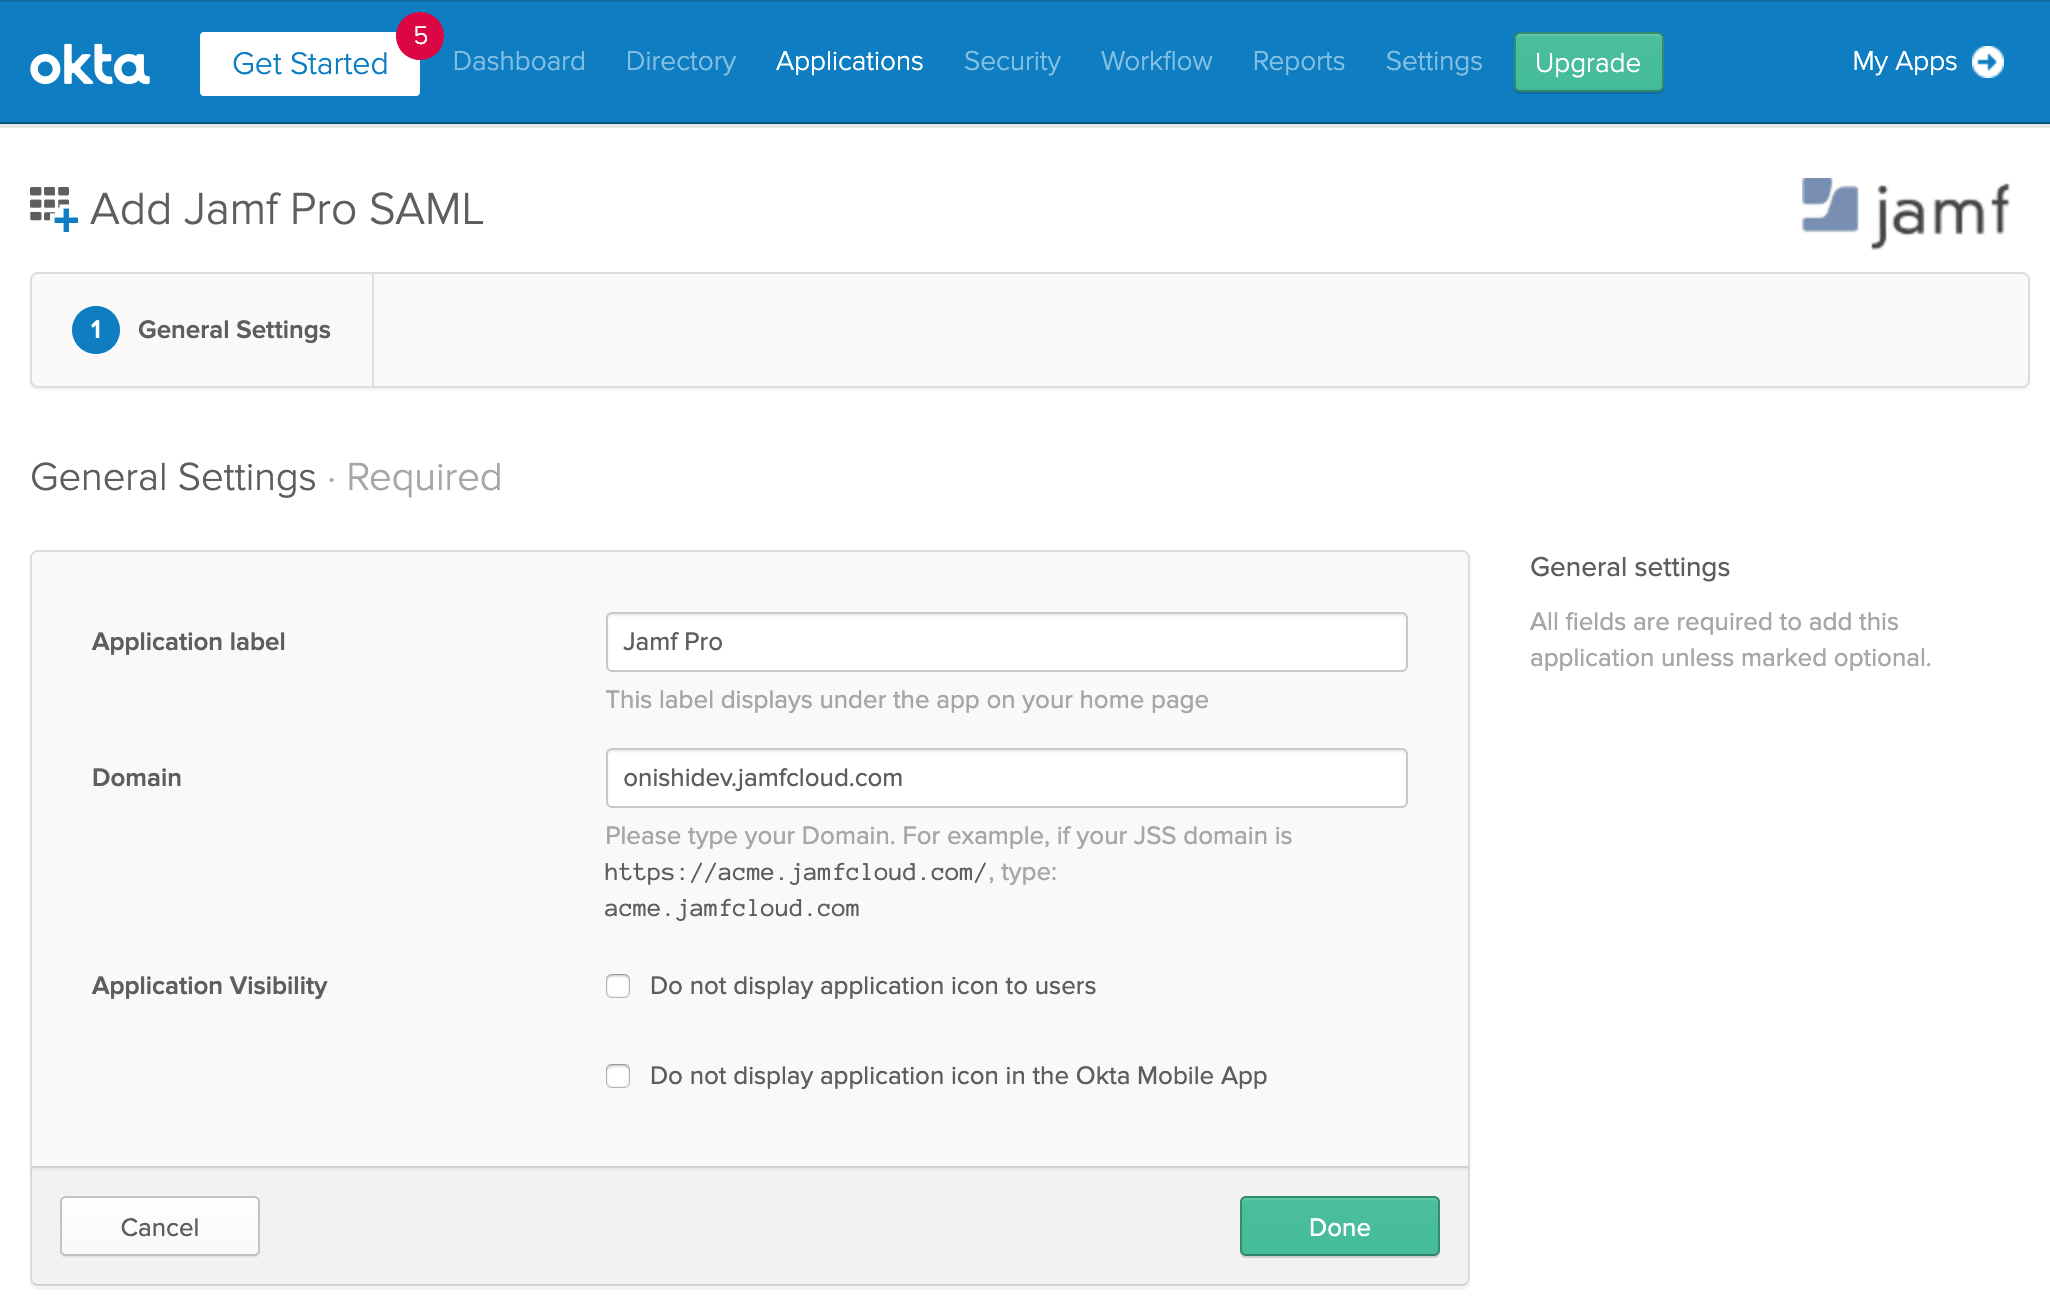 okta
Get Started
5
Dashboard
Directory
Applications
Security
Workflow
Reports
Settings
Upgrade
My Apps
Add Jamf Pro SAML
jamf
1 General Settings
General Settings · Required
Application label
Jamf Pro
This label displays under the app on your home page
Domain
onishidev.jamfcloud.com
Please type your Domain. For example, if your JSS domain is
https://acme.jamfcloud.com/, type:
acme.jamfcloud.com
Application Visibility
Do not display application icon to users
Do not display application icon in the Okta Mobile App
Cancel
Done
General settings
All fields are required to add this
application unless marked optional.